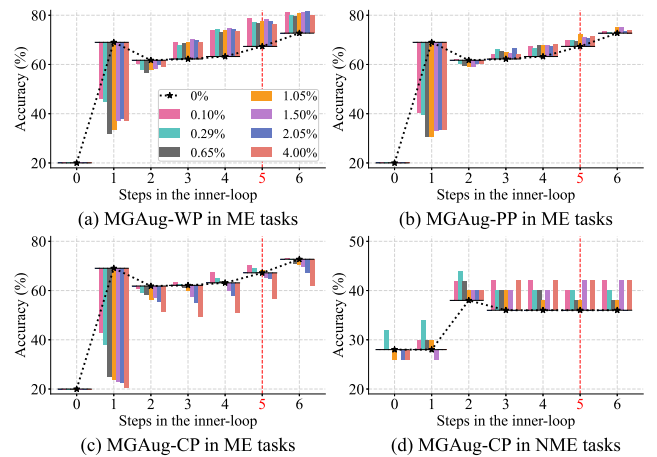 80
60
40
20
Accuracy (%)
0%
0.10%
0.29%
0.65%
1.05%
1.50%
2.05%
4.00%
0 1 2 3 4 5 6
Steps in the inner-loop
(a) MGAug-WP in ME tasks
80
60
40
20
Accuracy (%)
0 1 2 3 4 5 6
Steps in the inner-loop
(b) MGAug-PP in ME tasks
80
60
40
20
Accuracy (%)
0 1 2 3 4 5 6
Steps in the inner-loop
(c) MGAug-CP in ME tasks
50
40
30
20
Accuracy (%)
0 1 2 3 4 5 6
Steps in the inner-loop
(d) MGAug-CP in NME tasks